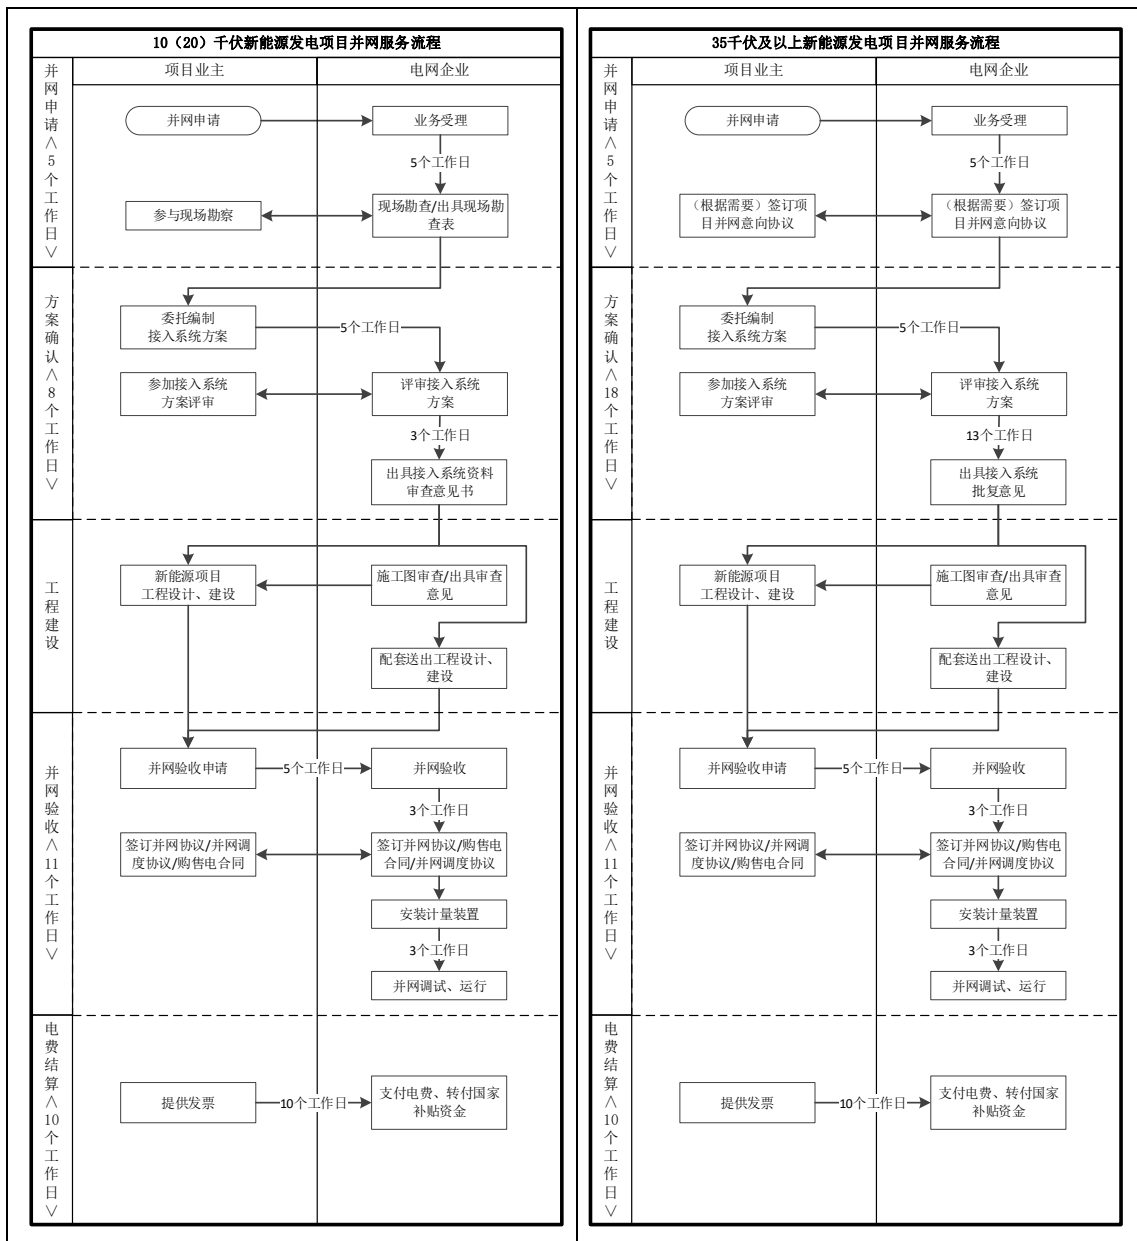 10（20）千伏新能源发电项目并网服务流程
项目业主
电网企业
并网申请＜5个工作日＞
并网申请
业务受理
5个工作日
参与现场勘察
现场勘查/出具现场勘
查表
方案确认＜8个工作日＞
委托编制
接入系统方案
5个工作日
参加接入系统
方案评审
评审接入系统
方案
3个工作日
出具接入系统资料
审查意见书
工程建设
新能源项目
工程设计、建设
施工图审查/出具审查
意见
配套送出工程设计、
建设
并网验收＜11个工作日＞
并网验收申请
5个工作日
并网验收
3个工作日
签订并网协议/并网调
度协议/购售电合同
签订并网协议/购售电
合同/并网调度协议
安装计量装置
3个工作日
并网调试、运行
电费结算＜10个工作日＞
提供发票
10个工作日
支付电费、转付国家
补贴资金
35千伏及以上新能源发电项目并网服务流程
项目业主
电网企业
并网申请＜5个工作日＞
并网申请
业务受理
5个工作日
（根据需要）签订项
目并网意向协议
（根据需要）签订项
目并网意向协议
方案确认＜18个工作日＞
委托编制
接入系统方案
5个工作日
参加接入系统
方案评审
评审接入系统
方案
13个工作日
出具接入系统
批复意见
工程建设
新能源项目
工程设计、建设
施工图审查/出具审查
意见
配套送出工程设计、
建设
并网验收＜11个工作日＞
并网验收申请
5个工作日
并网验收
3个工作日
签订并网协议/并网调
度协议/购售电合同
签订并网协议/购售电
合同/并网调度协议
安装计量装置
3个工作日
并网调试、运行
电费结算＜10个工作日＞
提供发票
10个工作日
支付电费、转付国家
补贴资金